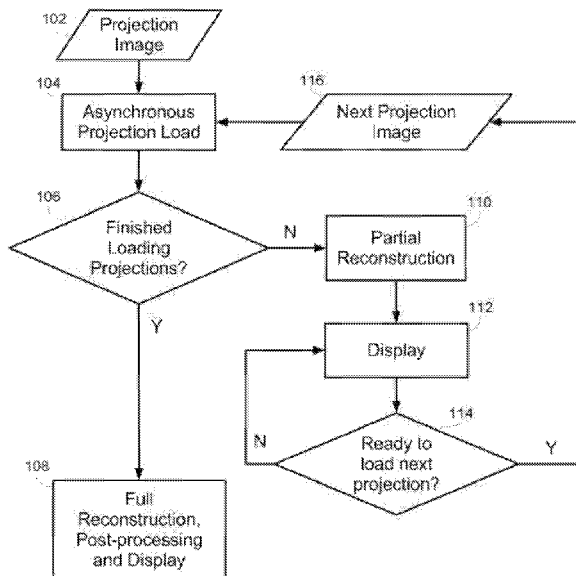 102
Projection
Image
104
Asynchronous
Projection Load
116
Next Projection
Image
106
Finished
Loading
Projections?
N
Y
110
Partial
Reconstruction
112
Display
114
Ready to
load next
projection?
N
Y
108
Full
Reconstruction,
Post-processing
and Display